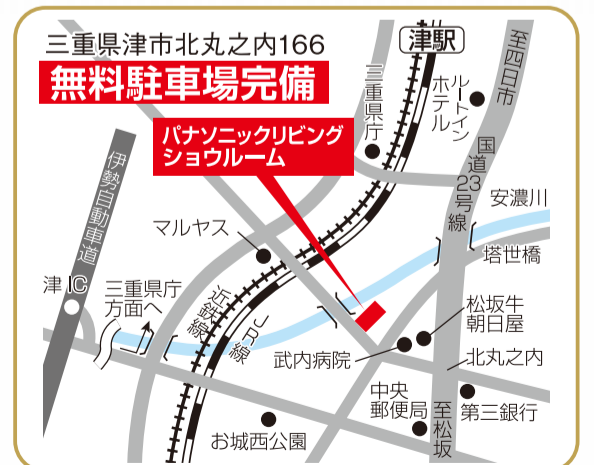 三重県津市北丸之内166
無料駐車場完備
津駅
至四日市
ルートイン
ホテル
三重県庁
パナソニックリビング
ショウルーム
国道23号線
伊勢自動車道
安濃川
マルヤス
塔世橋
津IC
三重県庁
方面へ
近鉄線
JR線
松坂牛
朝日屋
武内病院
北丸之内
中央
郵便局
至松坂
第三銀行
お城西公園